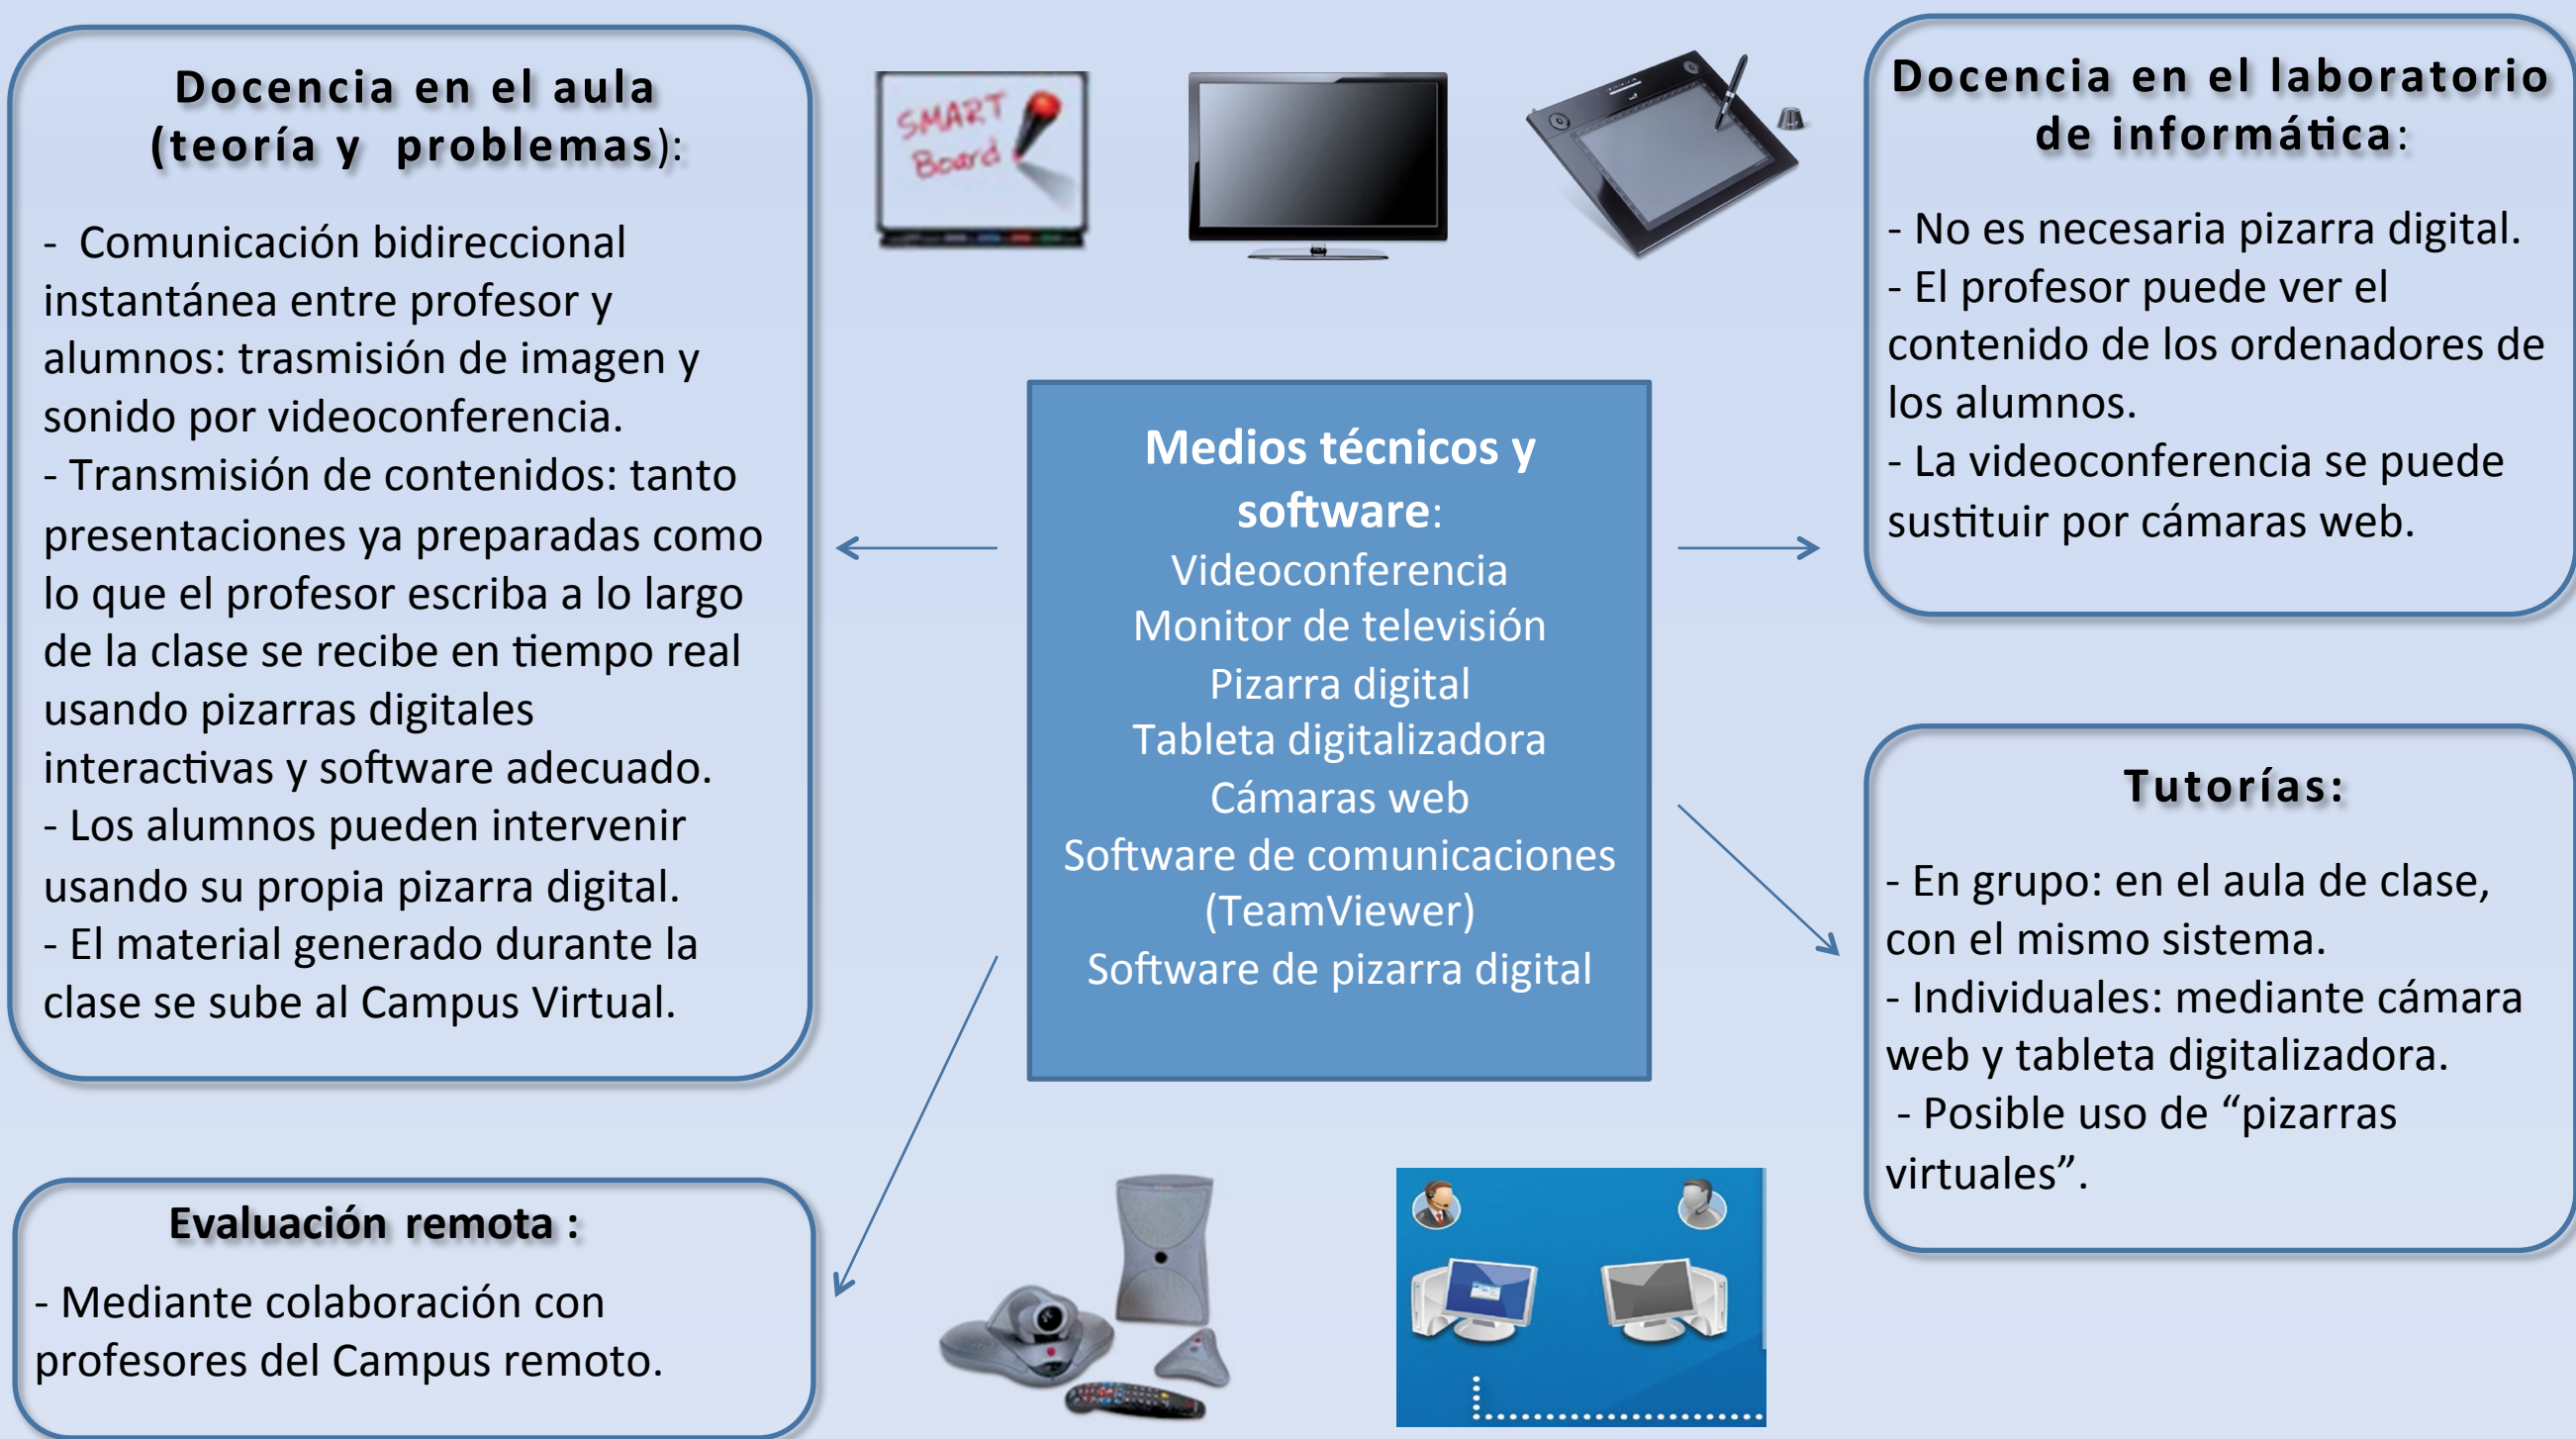 Docencia en el aula
(teoría y problemas):
- Comunicación bidireccional
instantánea entre profesor y
alumnos: trasmisión de imagen y
sonido por videoconferencia.
- Transmisión de contenidos: tanto
presentaciones ya preparadas como
lo que el profesor escriba a lo largo
de la clase se recibe en tiempo real
usando pizarras digitales
interactivas y software adecuado.
- Los alumnos pueden intervenir
usando su propia pizarra digital.
- El material generado durante la
clase se sube al Campus Virtual.
Evaluación remota :
- Mediante colaboración con
profesores del Campus remoto.
SMART
Board
Medios técnicos y
software:
Videoconferencia
Monitor de televisión
Pizarra digital
Tableta digitalizadora
Cámaras web
Software de comunicaciones
(TeamViewer)
Software de pizarra digital
Docencia en el laboratorio
de informática:
- No es necesaria pizarra digital.
- El profesor puede ver el
contenido de los ordenadores de
los alumnos.
- La videoconferencia se puede
sustituir por cámaras web.
Tutorías:
- En grupo: en el aula de clase,
con el mismo sistema.
- Individuales: mediante cámara
web y tableta digitalizadora.
- Posible uso de “pizarras
virtuales”.